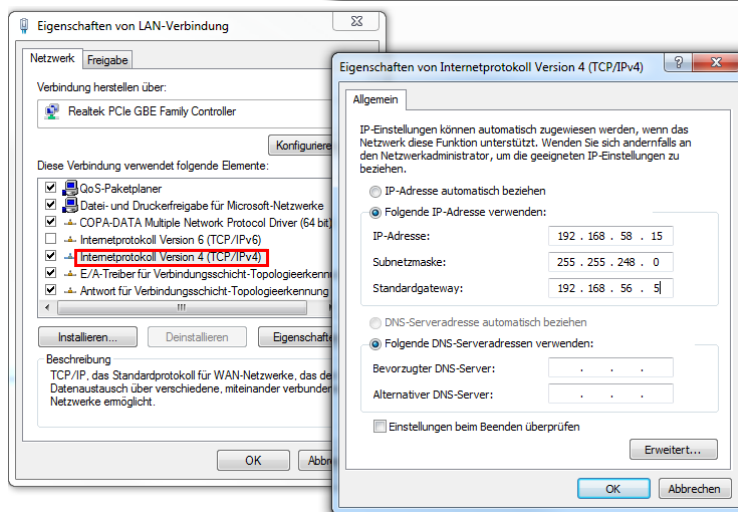 Eigenschaften von LAN-Verbindung
Netzwerk Freigabe
Verbindung herstellen über:
Realtek PCIe GBE Family Controller
Konfiguriere
Diese Verbindung verwendet folgende Elemente:
QoS-Paketplaner
Datei- und Druckerfreigabe für Microsoft-Netzwerke
COPA-DATA Multiple Network Protocol Driver (64 bit)
Internetprotokoll Version 6 (TCP/IPv6)
Internetprotokoll Version 4 (TCP/IPv4)
E/A-Treiber für Verbindungsschicht-Topologieerkenn
Antwort für Verbindungsschicht-Topologieerkennung
Installieren... Deinstallieren Eigenschafte
Beschreibung
TCP/IP, das Standardprotokoll für WAN-Netzwerke, das de
Datenaustausch über verschiedene, miteinander verbunder
Netzwerke ermöglicht.
OK Abbre
Eigenschaften von Internetprotokoll Version 4 (TCP/IPv4)
Allgemein
IP-Einstellungen können automatisch zugewiesen werden, wenn das
Netzwerk diese Funktion unterstützt. Wenden Sie sich andernfalls an
den Netzwerkadministrator, um die geeigneten IP-Einstellungen zu
beziehen.
IP-Adresse automatisch beziehen
Folgende IP-Adresse verwenden:
IP-Adresse: 192 . 168 . 58 . 15
Subnetzmaske: 255 . 255 . 248 . 0
Standardgateway: 192 . 168 . 56 . 5
DNS-Serveradresse automatisch beziehen
Folgende DNS-Serveradressen verwenden:
Bevorzugter DNS-Server: . . .
Alternativer DNS-Server: . . .
Einstellungen beim Beenden überprüfen
Erweitert...
OK Abbrechen